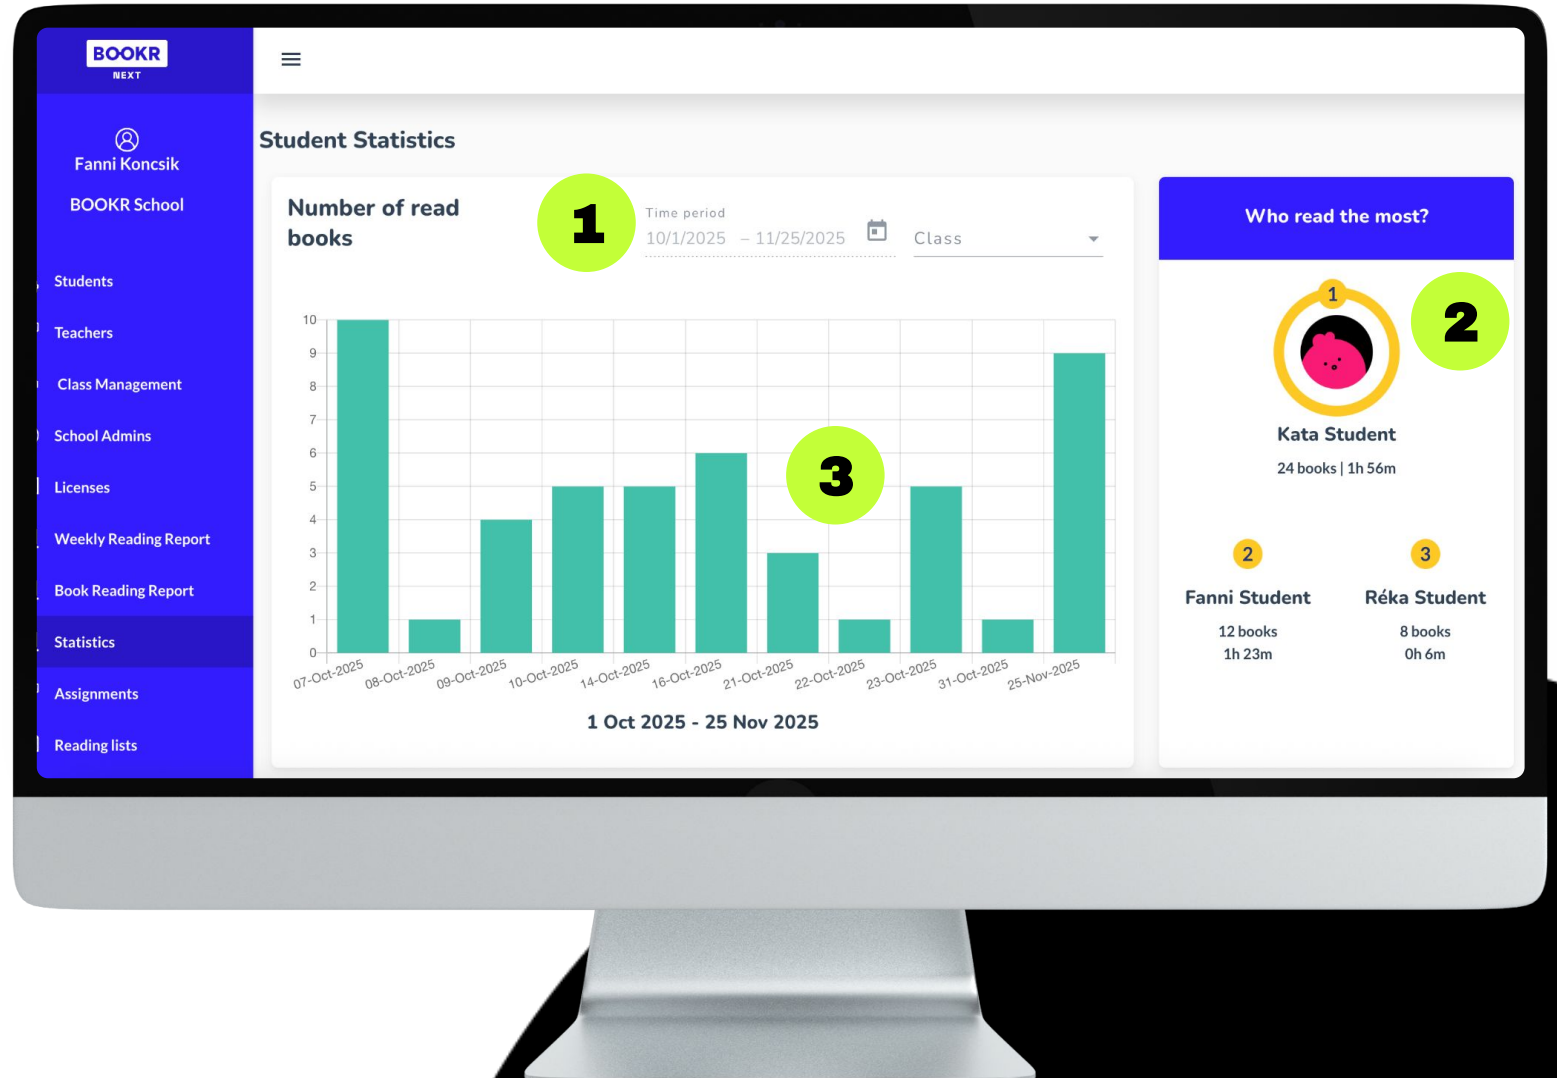 BOOKR
NEXT
Fanni Koncsik
BOOKR School
Students
Teachers
Class Management
School Admins
Licenses
Weekly Reading Report
Book Reading Report
Statistics
Assignments
Reading lists
Student Statistics
Number of read
books
1
Time period
10/1/2025 – 11/25/2025
Class
10
9
8
7
6
5
4
3
2
1
0
3
07-Oct-2025
08-Oct-2025
09-Oct-2025
10-Oct-2025
14-Oct-2025
16-Oct-2025
21-Oct-2025
22-Oct-2025
23-Oct-2025
31-Oct-2025
25-Nov-2025
1 Oct 2025 - 25 Nov 2025
Who read the most?
1
2
Kata Student
24 books | 1h 56m
2
Fanni Student
12 books
1h 23m
3
Réka Student
8 books
0h 6m